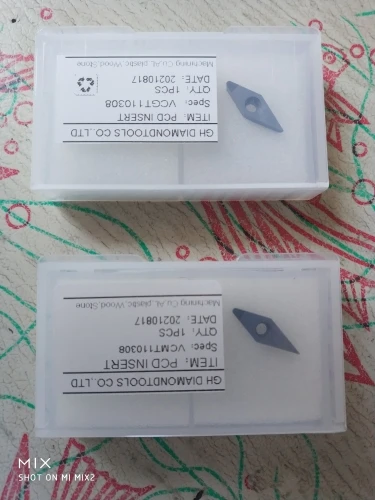 GH DIAMONDTOOLS CO.,LTD
ITEM. PCD INSERT
Spec: VCGT110308
QTY: 1PCS
DATE: 20210817
Machining Cu,AL,plastic Wood,Stone
GH DIAMONDTOOLS CO.,LTD
ITEM: PCD INSERT
Spec: VCMT110308
QTY: 1PCS
DATE: 20210817
Machining Cu,AL,plastic Wood,Stone
MIX
SHOT ON MI MIX2